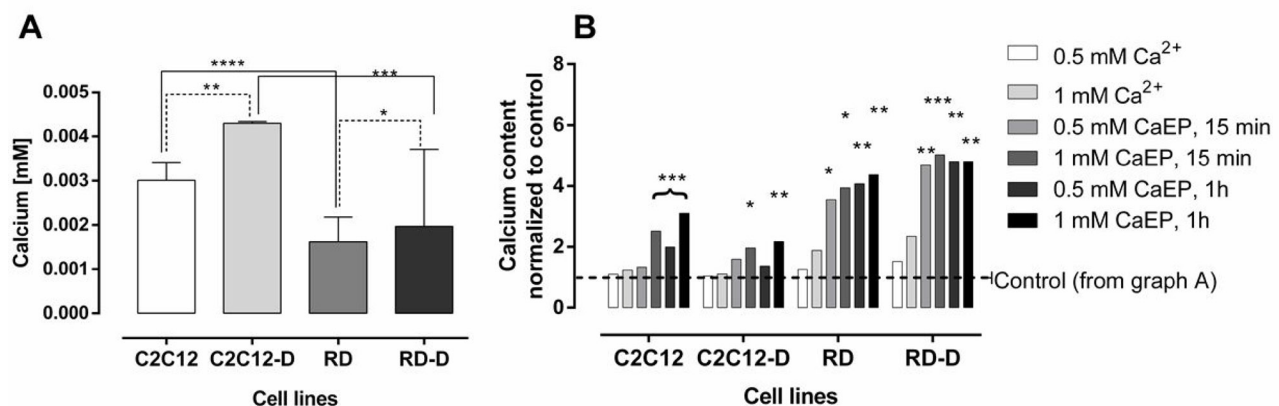 A
Calcium [mM]
0.005
0.004
0.003
0.002
0.001
0.000
****
***
**
*
C2C12
C2C12-D
RD
RD-D
Cell lines
B
Calcium content
normalized to control
8
6
4
2
0
***
*
**
*
*
**
**
**
***
**
**
C2C12
C2C12-D
RD
RD-D
Cell lines
0.5 mM Ca²⁺
1 mM Ca²⁺
0.5 mM CaEP, 15 min
1 mM CaEP, 15 min
0.5 mM CaEP, 1h
1 mM CaEP, 1h
Control (from graph A)